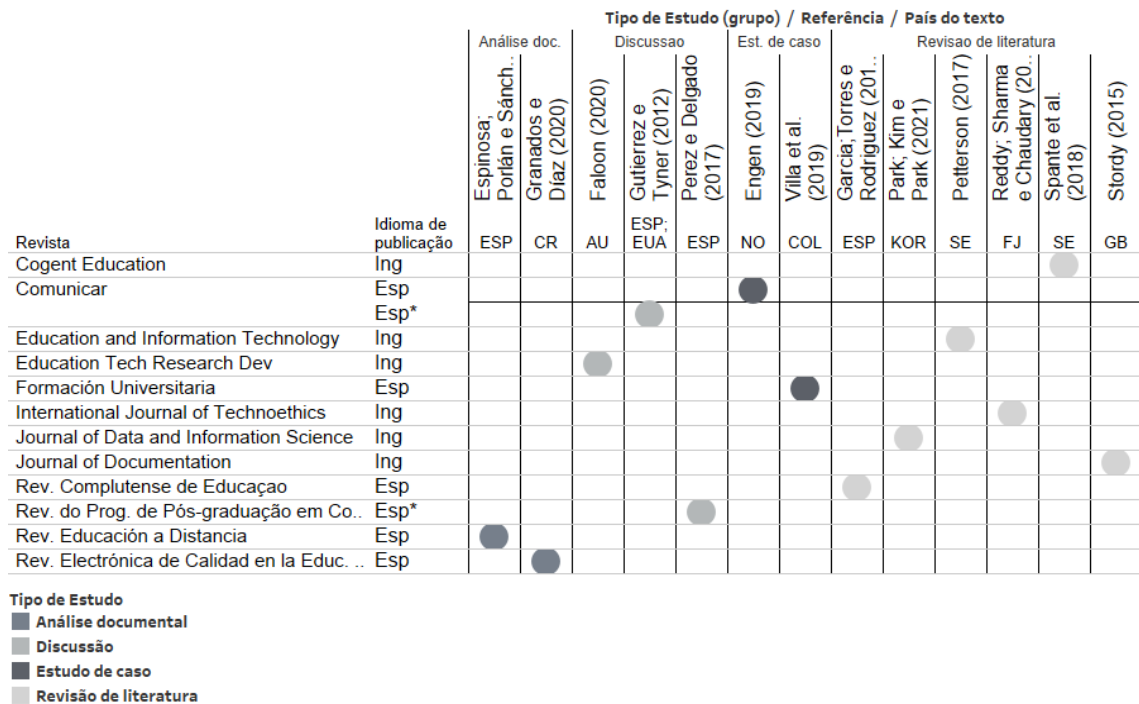 Tipo de Estudo (grupo) / Referência / País do texto
Análise doc.
Discussao
Est. de caso
Revisao de literatura
Espinosa;
Porlán e Sánch..
Granados e
Díaz (2020)
Faloon (2020)
Gutierrez e
Tyner (2012)
Perez e Delgado
(2017)
Engen (2019)
Villa et al.
(2019)
Garcia;Torres e
Rodriguez (201..
Park; Kim e
Park (2021)
Petterson (2017)
Reddy; Sharma
e Chaudary (20..
Spante et al.
(2018)
Stordy (2015)
Revista
Idioma de
publicação
ESP
CR
AU
ESP;
EUA
ESP
NO
COL
ESP
KOR
SE
FJ
SE
GB
Cogent Education Ing
Comunicar Esp
Esp*
Education and Information Technology Ing
Education Tech Research Dev Ing
Formación Universitaria Esp
International Journal of Technoethics Ing
Journal of Data and Information Science Ing
Journal of Documentation Ing
Rev. Complutense de Educaçao Esp
Rev. do Prog. de Pós-graduação em Co.. Esp*
Rev. Educación a Distancia Esp
Rev. Electrónica de Calidad en la Educ. .. Esp
Tipo de Estudo
Análise documental
Discussão
Estudo de caso
Revisão de literatura